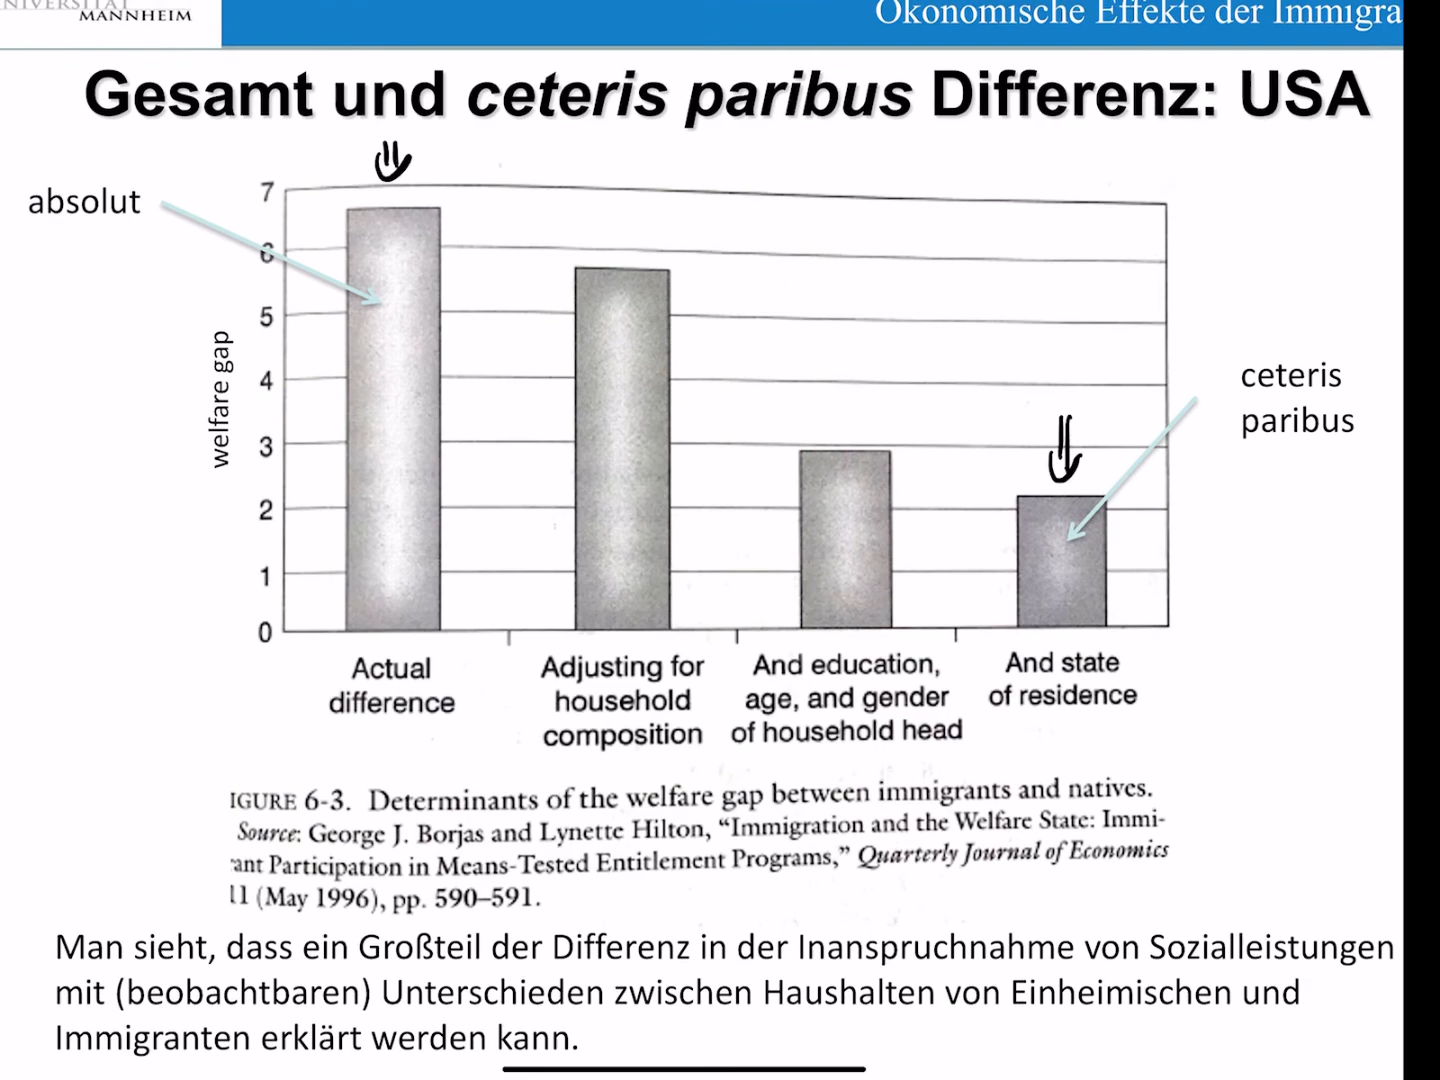 MANNHEIM
Ökonomische Effekte der Immigra
Gesamt und ceteris paribus Differenz: USA
absolut
7
6
5
4
3
2
1
0
welfare gap
ceteris
paribus
Actual
difference
Adjusting for
household
composition
And education,
age, and gender
of household head
And state
of residence
IGURE 6-3. Determinants of the welfare gap between immigrants and natives.
Source: George J. Borjas and Lynette Hilton, “Immigration and the Welfare State: Immi-
ant Participation in Means-Tested Entitlement Programs,” Quarterly Journal of Economics
11 (May 1996), pp. 590–591.
Man sieht, dass ein Großteil der Differenz in der Inanspruchnahme von Sozialleistungen
mit (beobachtbaren) Unterschieden zwischen Haushalten von Einheimischen und
Immigranten erklärt werden kann.